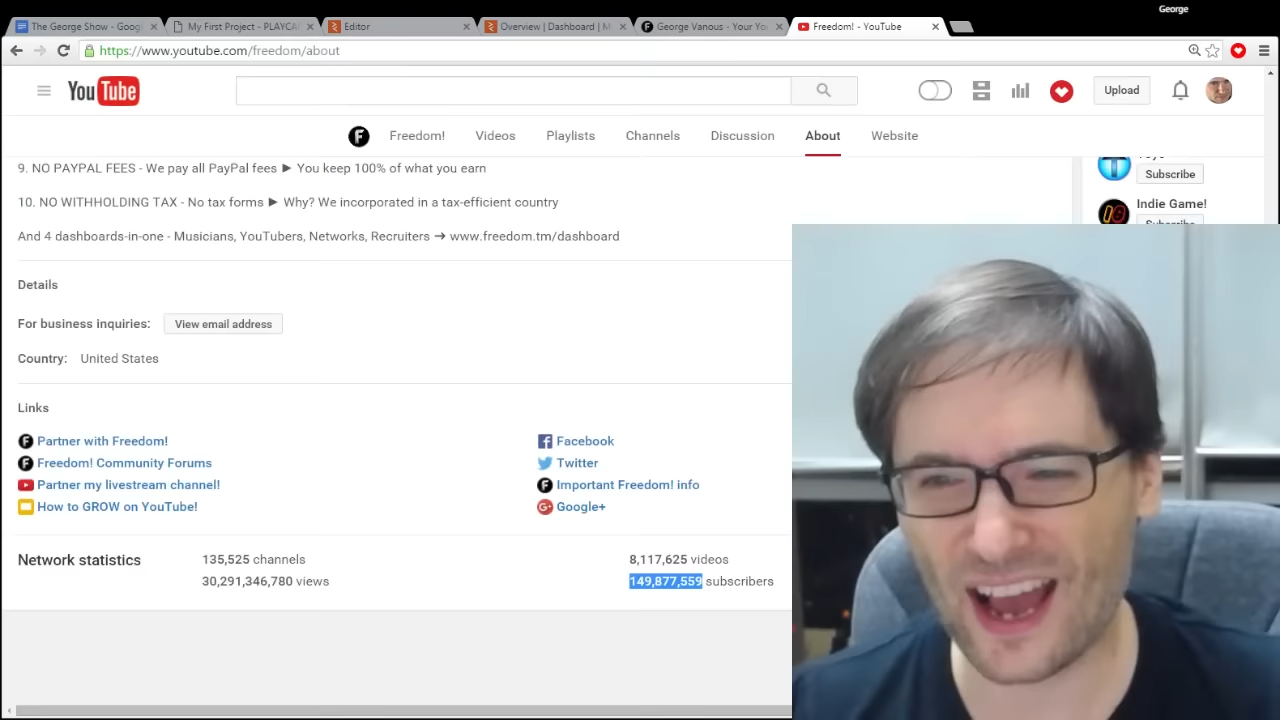 George
The George Show - Googl
My First Project - PLAYCA
Editor
Overview | Dashboard | M
George Vanous - Your Yo
Freedom! - YouTube
https://www.youtube.com/freedom/about
YouTube
Upload
Freedom!
Videos
Playlists
Channels
Discussion
About
Website
9. NO PAYPAL FEES - We pay all PayPal fees ► You keep 100% of what you earn
Subscribe
10. NO WITHHOLDING TAX - No tax forms ► Why? We incorporated in a tax-efficient country
Indie Game!
Subscribe
And 4 dashboards-in-one - Musicians, YouTubers, Networks, Recruiters → www.freedom.tm/dashboard
Details
For business inquiries: View email address
Country: United States
Links
Partner with Freedom!
Facebook
Freedom! Community Forums
Twitter
Partner my livestream channel!
Important Freedom! info
How to GROW on YouTube!
Google+
Network statistics
135,525 channels
8,117,625 videos
30,291,346,780 views
149,877,559 subscribers